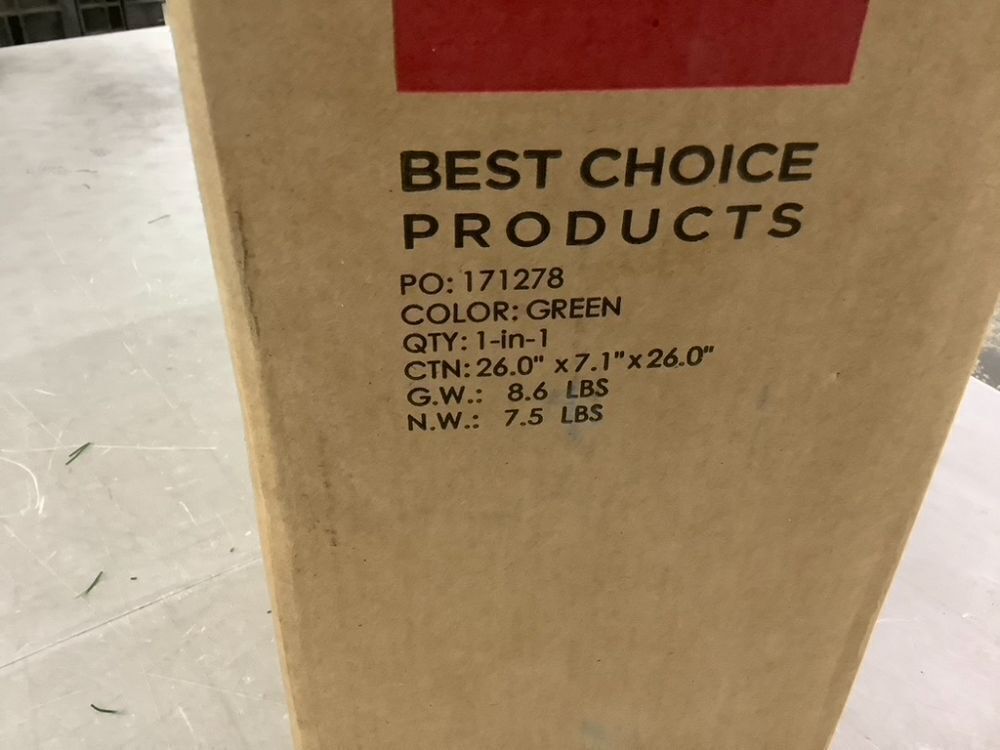 BEST CHOICE
PRODUCTS
PO: 171278
COLOR: GREEN
QTY: 1-in-1
CTN: 26.0" x 7.1" x 26.0"
G.W.: 8.6 LBS
N.W.: 7.5 LBS